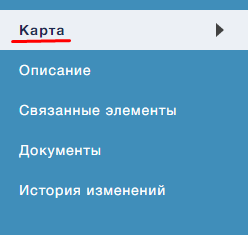 Карта
Описание
Связанные элементы
Документы
История изменений